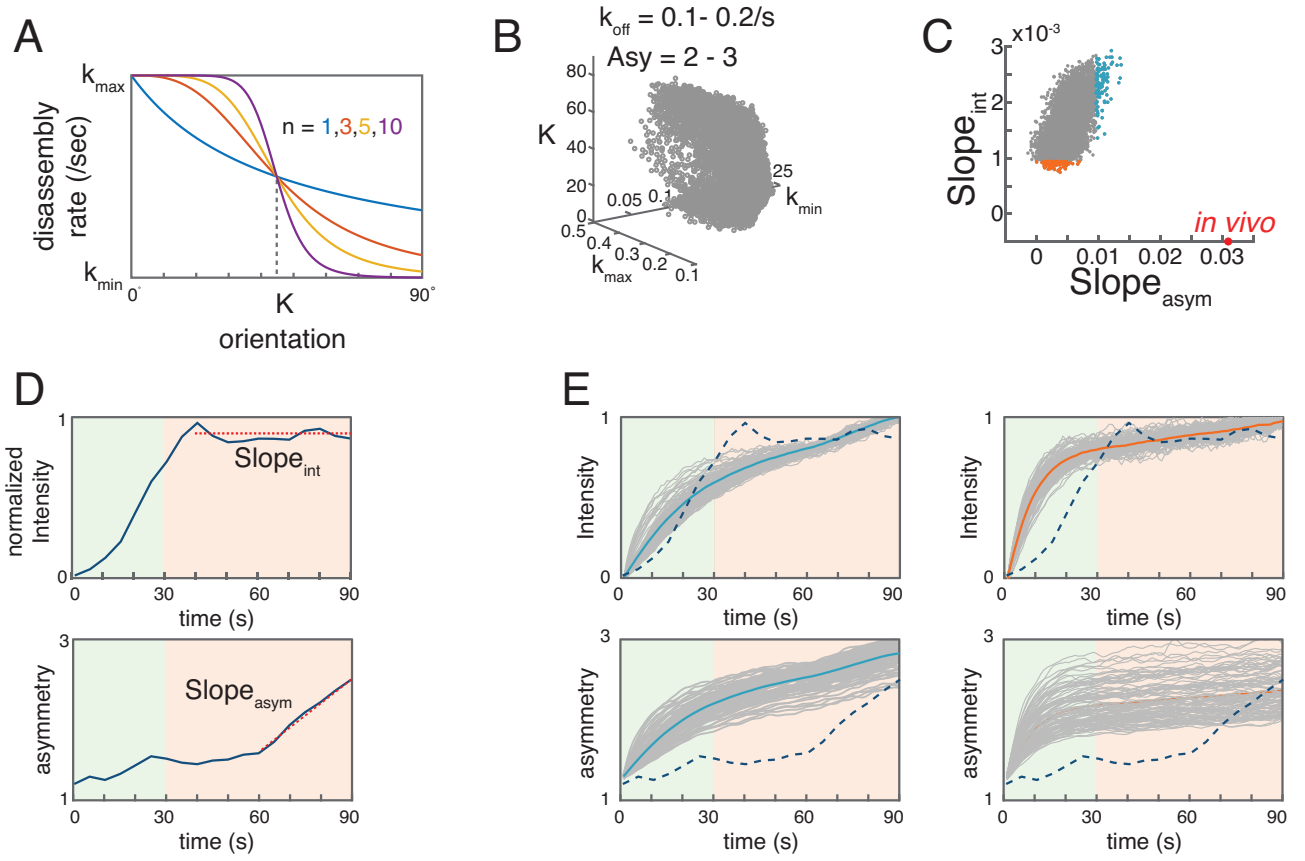 A
k_max
k_min
disassembly
rate (/sec)
n = 1,3,5,10
0°
K
90°
orientation
B
k_off = 0.1- 0.2/s
Asy = 2 - 3
K
80
60
40
20
0
0.5
0.4
0.3
0.2
0.1
k_max
0.05
0.1
25
k_min
C
x10^-3
3
2
1
0
Slope_int
in vivo
0
0.01
0.02
0.03
Slope_asym
D
normalized
Intensity
1
0
Slope_int
0
30
60
90
time (s)
asymmetry
3
1
Slope_asym
0
30
60
90
time (s)
E
Intensity
1
0
0
30
60
90
time (s)
Intensity
1
0
0
30
60
90
time (s)
asymmetry
3
1
0
30
60
90
time (s)
asymmetry
3
1
0
30
60
90
time (s)